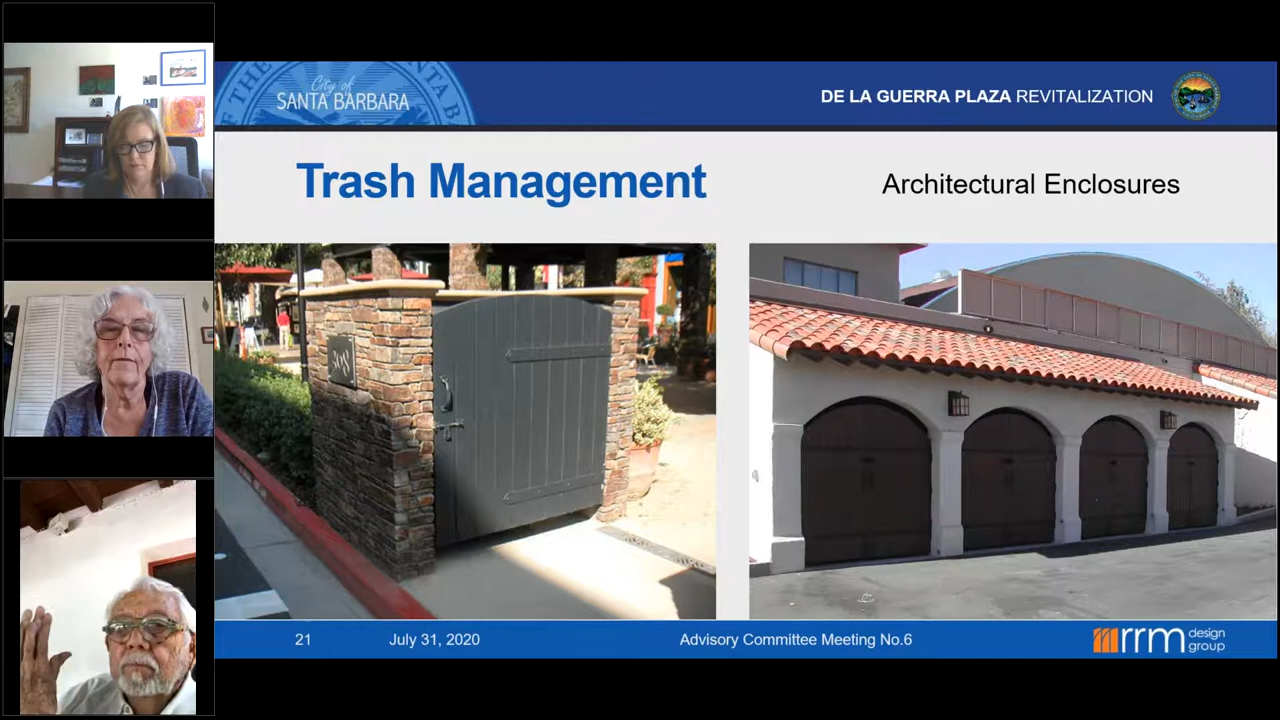 City of
SANTA BARBARA
DE LA GUERRA PLAZA REVITALIZATION
Trash Management
Architectural Enclosures
308
21
July 31, 2020
Advisory Committee Meeting No.6
rrm design
group